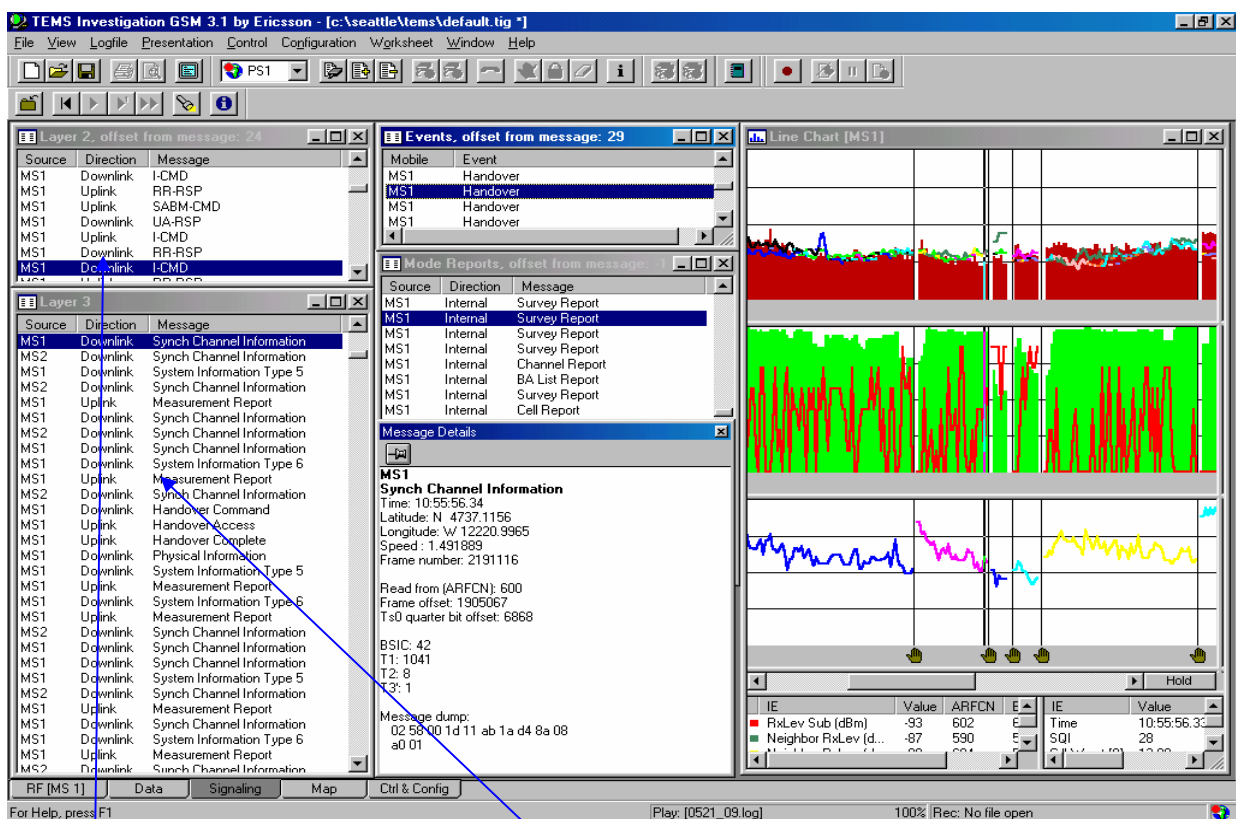 TEMS Investigation GSM 3.1 by Ericsson - [c:\seattle\tems\default.tig *]
File View Logfile Presentation Control Configuration Worksheet Window Help
PS1
Layer 2, offset from message: 24
Source Direction Message
MS1 Downlink I-CMD
MS1 Uplink RR-RSP
MS1 Uplink SABM-CMD
MS1 Downlink UA-RSP
MS1 Uplink I-CMD
MS1 Downlink RR-RSP
MS1 Downlink I-CMD
MS1 Uplink RR-RSP
Layer 3
Source Direction Message
MS1 Downlink Synch Channel Information
MS2 Downlink Synch Channel Information
MS1 Downlink System Information Type 5
MS2 Downlink Synch Channel Information
MS1 Uplink Measurement Report
MS1 Downlink Synch Channel Information
MS2 Downlink Synch Channel Information
MS1 Downlink Synch Channel Information
MS1 Downlink System Information Type 6
MS1 Uplink Measurement Report
MS2 Downlink Synch Channel Information
MS1 Downlink Handover Command
MS1 Uplink Handover Access
MS1 Uplink Handover Complete
MS1 Downlink Physical Information
MS1 Downlink System Information Type 5
MS1 Uplink Measurement Report
MS1 Downlink System Information Type 6
MS1 Uplink Measurement Report
MS2 Downlink Synch Channel Information
MS1 Downlink Synch Channel Information
MS1 Downlink Synch Channel Information
MS1 Downlink System Information Type 5
MS2 Downlink Synch Channel Information
MS1 Uplink Measurement Report
MS1 Downlink Synch Channel Information
MS1 Downlink System Information Type 6
MS1 Uplink Measurement Report
MS2 Downlink Synch Channel Information
Events, offset from message: 29
Mobile Event
MS1 Handover
MS1 Handover
MS1 Handover
MS1 Handover
Mode Reports, offset from message: -1
Source Direction Message
MS1 Internal Survey Report
MS1 Internal Survey Report
MS1 Internal Survey Report
MS1 Internal Survey Report
MS1 Internal Channel Report
MS1 Internal BA List Report
MS1 Internal Survey Report
MS1 Internal Cell Report
Message Details
MS1
Synch Channel Information
Time: 10:55:56.34
Latitude: N 4737.1156
Longitude: W 12220.9965
Speed : 1.491889
Frame number: 2191116
Read from (ARFCN): 600
Frame offset: 1905067
Ts0 quarter bit offset: 6868
BSIC: 42
T1: 1041
T2: 8
T3': 1
Message dump:
02 58 00 1d 11 ab 1a d4 8a 08
a0 01
Line Chart [MS1]
Hold
IE Value ARFCN
RxLev Sub (dBm) -93 602
Neighbor RxLev (d... -87 590
IE Value
Time 10:55:56.33
SQI 28
RF [MS 1] Data Signaling Map Ctrl & Config
For Help, press F1 Play: [0521_09.log] 100% Rec: No file open